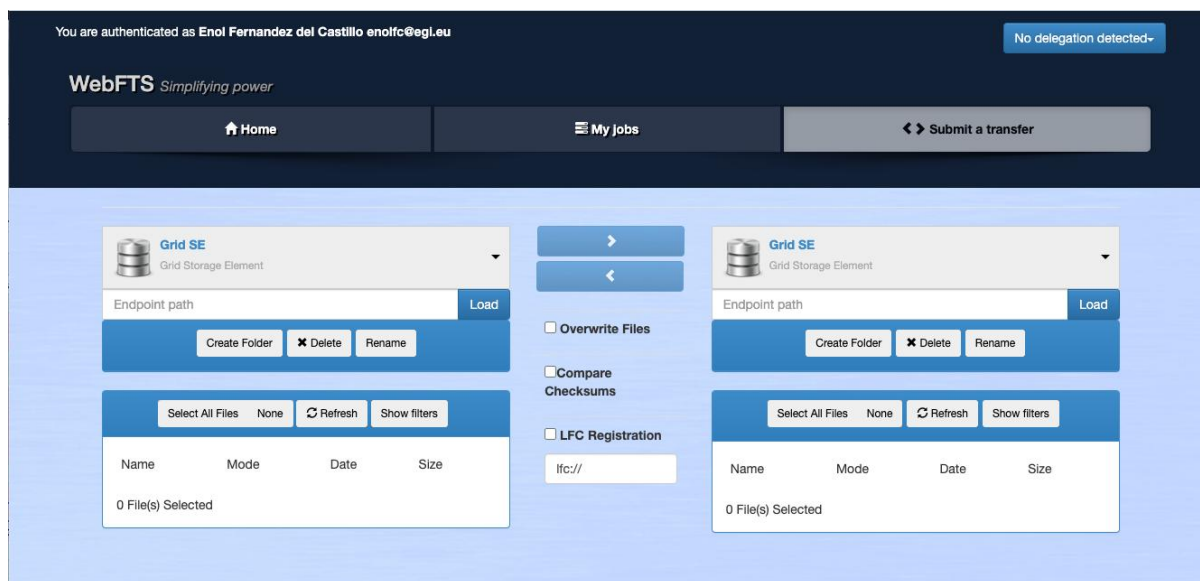 You are authenticated as Enol Fernandez del Castillo enolfc@egi.eu
No delegation detected
WebFTS Simplifying power
Home
My jobs
Submit a transfer
Grid SE
Grid Storage Element
Endpoint path
Load
Create Folder
Delete
Rename
Select All Files
None
Refresh
Show filters
Name
Mode
Date
Size
0 File(s) Selected
Overwrite Files
Compare
Checksums
LFC Registration
lfc://
Grid SE
Grid Storage Element
Endpoint path
Load
Create Folder
Delete
Rename
Select All Files
None
Refresh
Show filters
Name
Mode
Date
Size
0 File(s) Selected